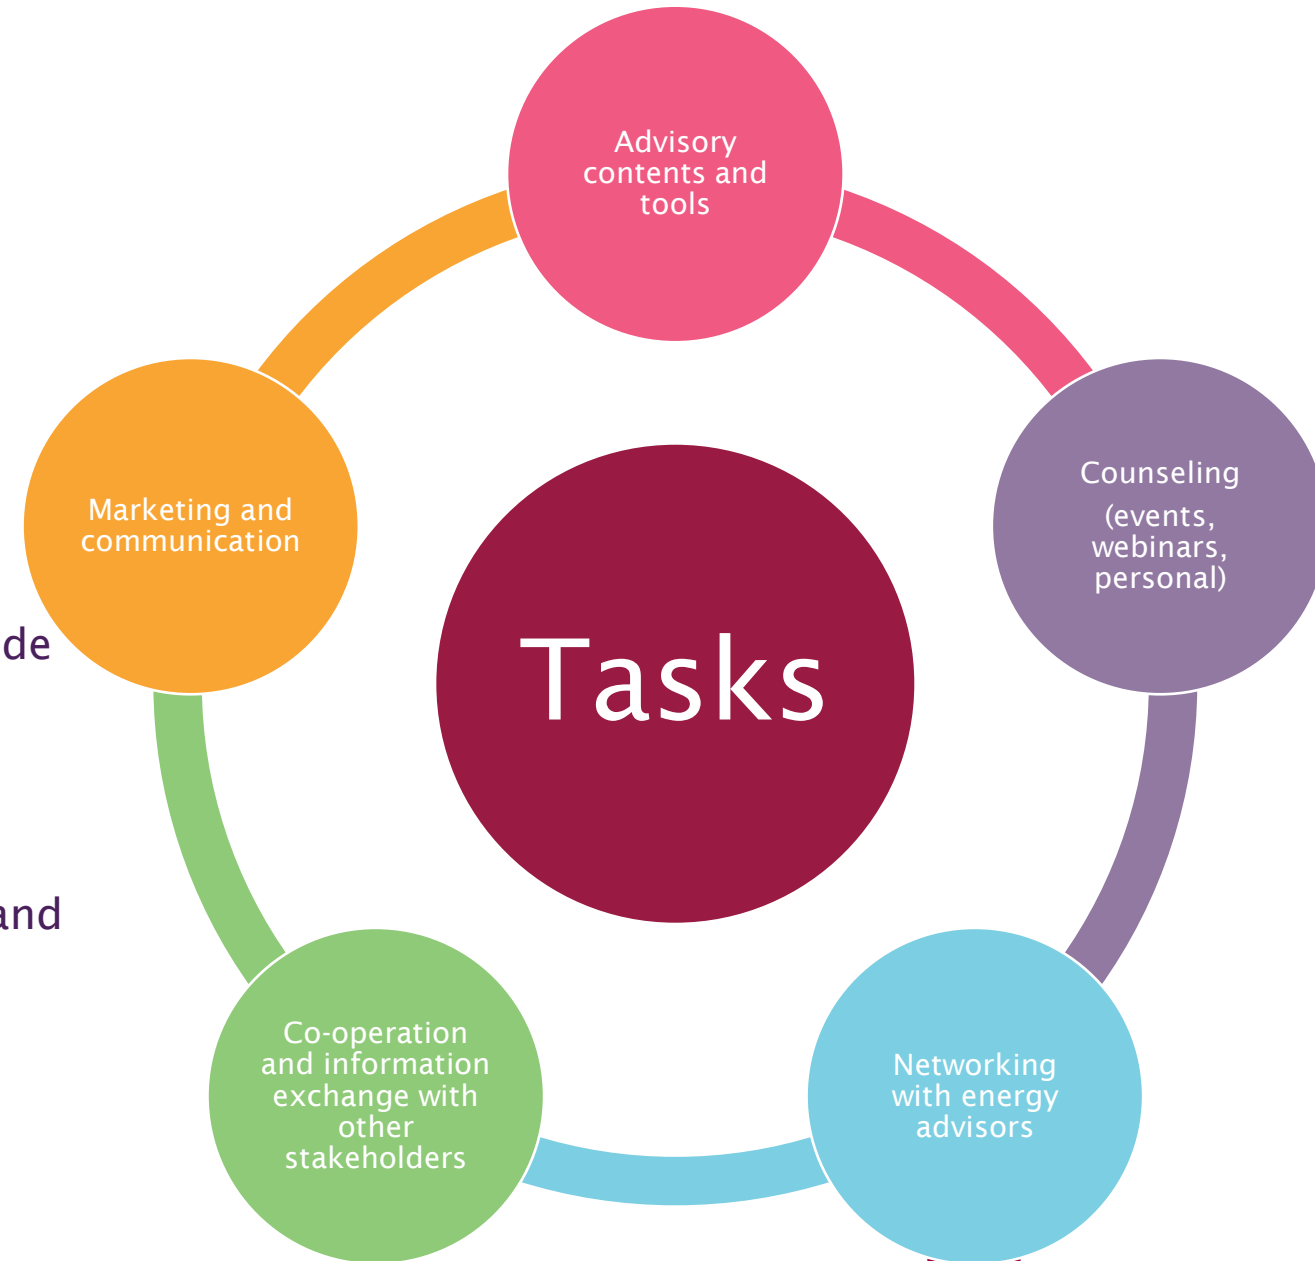 Advisory
contents and
tools
Counseling
(events,
webinars,
personal)
Marketing and
communication
de
Tasks
and
Co-operation
and information
exchange with
other
stakeholders
Networking
with energy
advisors